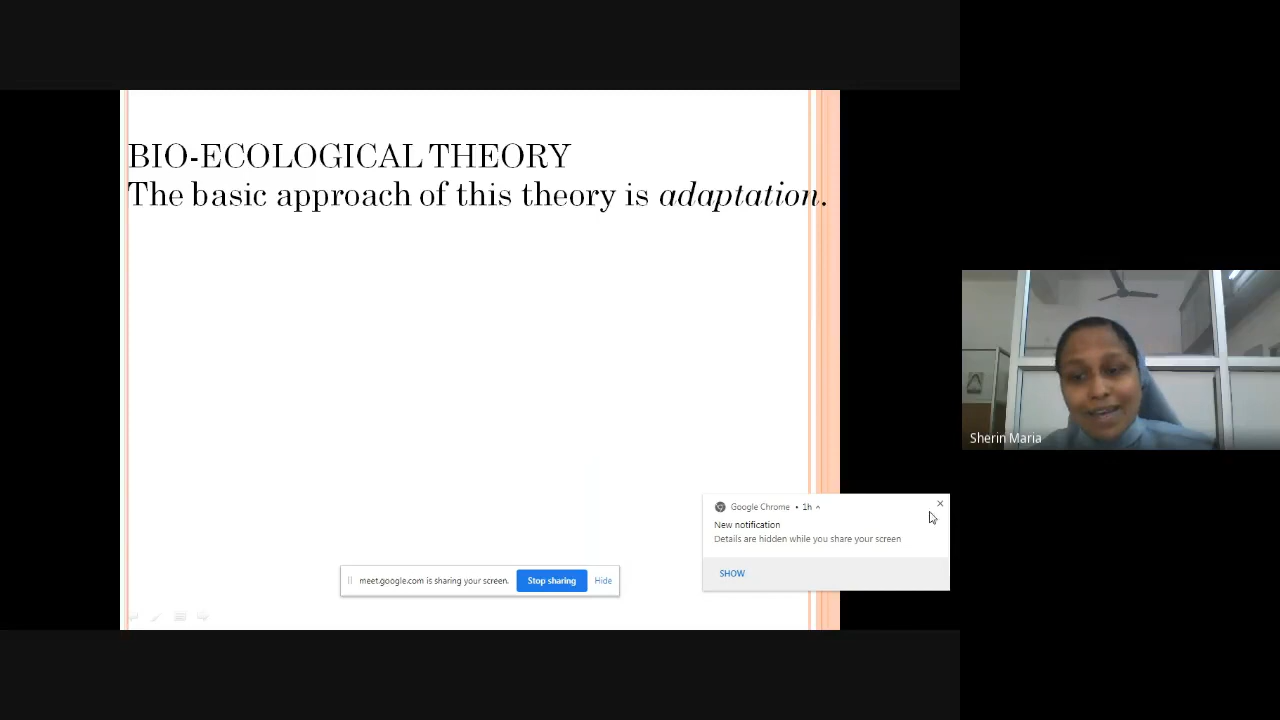 BIO-ECOLOGICAL THEORY
The basic approach of this theory is adaptation.
Sherin Maria
Google Chrome • 1h
New notification
Details are hidden while you share your screen
SHOW
meet.google.com is sharing your screen.
Stop sharing
Hide